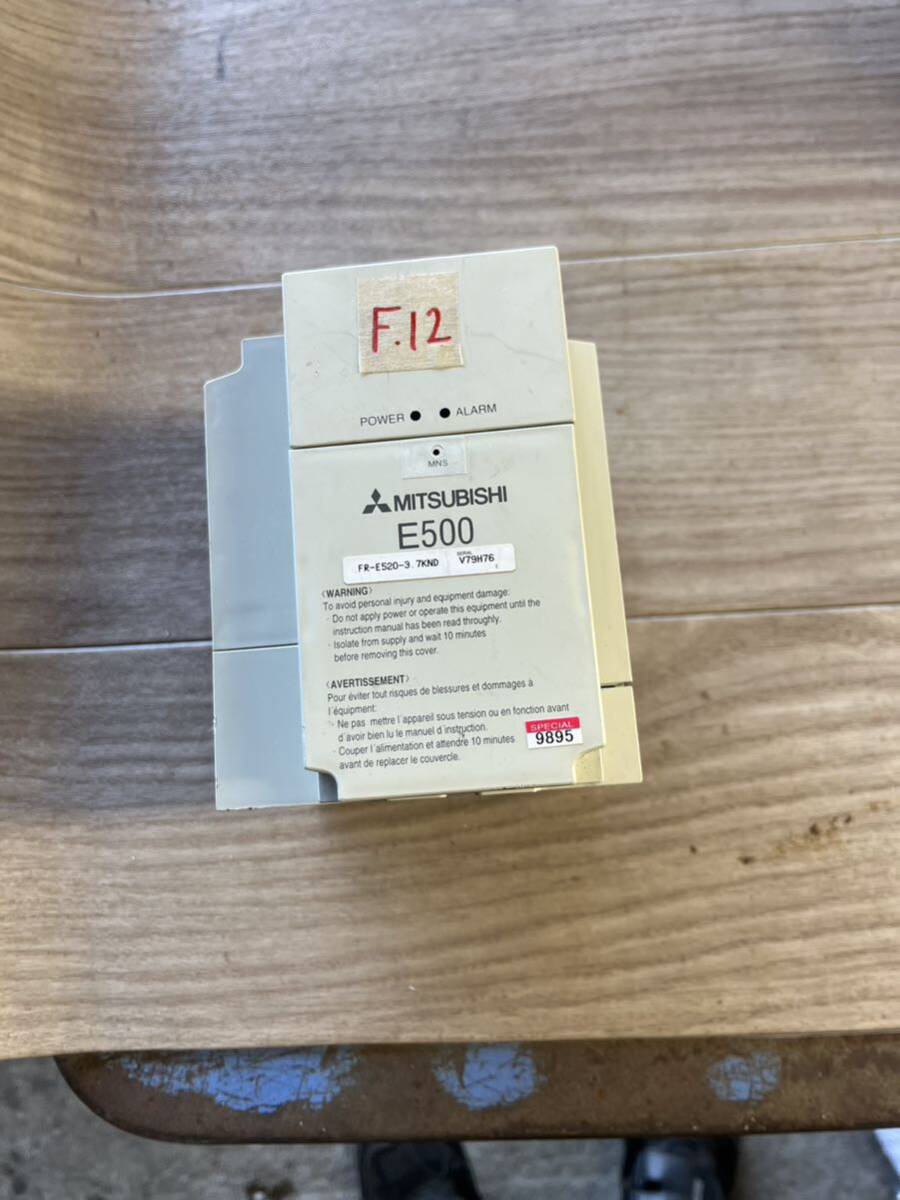 F.12
POWER ALARM
MNS
MITSUBISHI
E500
FR-E520-3.7KND SERIAL V79H76
〈WARNING〉
To avoid personal injury and equipment damage:
· Do not apply power or operate this equipment until the
instruction manual has been read throughly.
· Isolate from supply and wait 10 minutes
before removing this cover.
〈AVERTISSEMENT〉
Pour éviter tout risques de blessures et dommages à
l'équipment:
· Ne pas mettre l'appareil sous tension ou en fonction avant
d'avoir bien lu le manuel d'instruction.
· Couper l'alimentation et attendre 10 minutes
avant de replacer le couvercle.
SPECIAL
9895